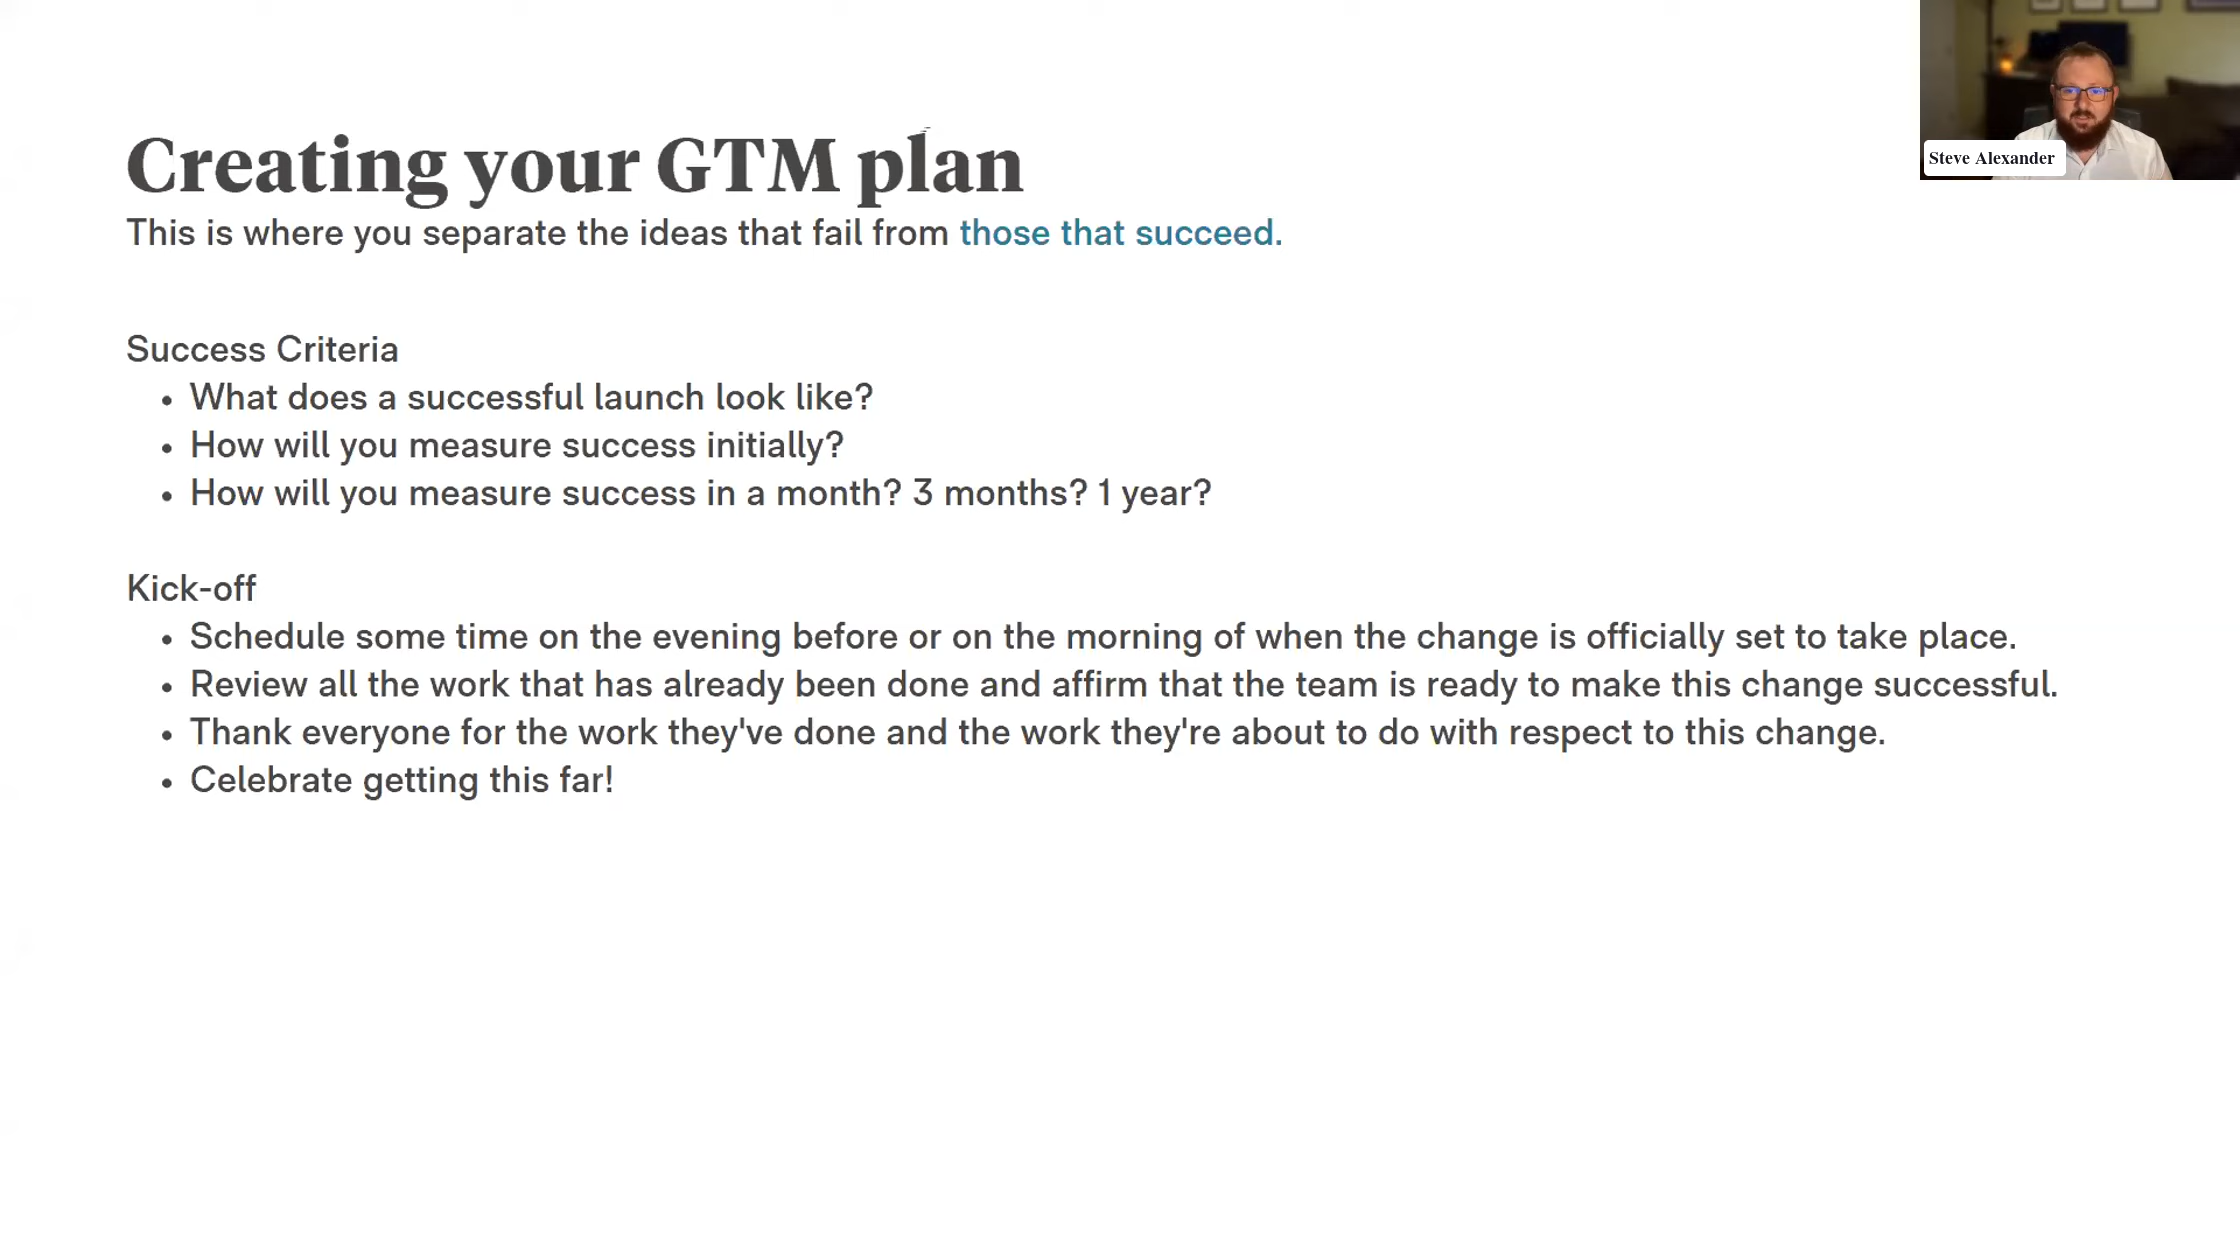 Creating your GTM plan
This is where you separate the ideas that fail from those that succeed.
Success Criteria
• What does a successful launch look like?
• How will you measure success initially?
• How will you measure success in a month? 3 months? 1 year?
Kick-off
• Schedule some time on the evening before or on the morning of when the change is officially set to take place.
• Review all the work that has already been done and affirm that the team is ready to make this change successful.
• Thank everyone for the work they've done and the work they're about to do with respect to this change.
• Celebrate getting this far!
Steve Alexander